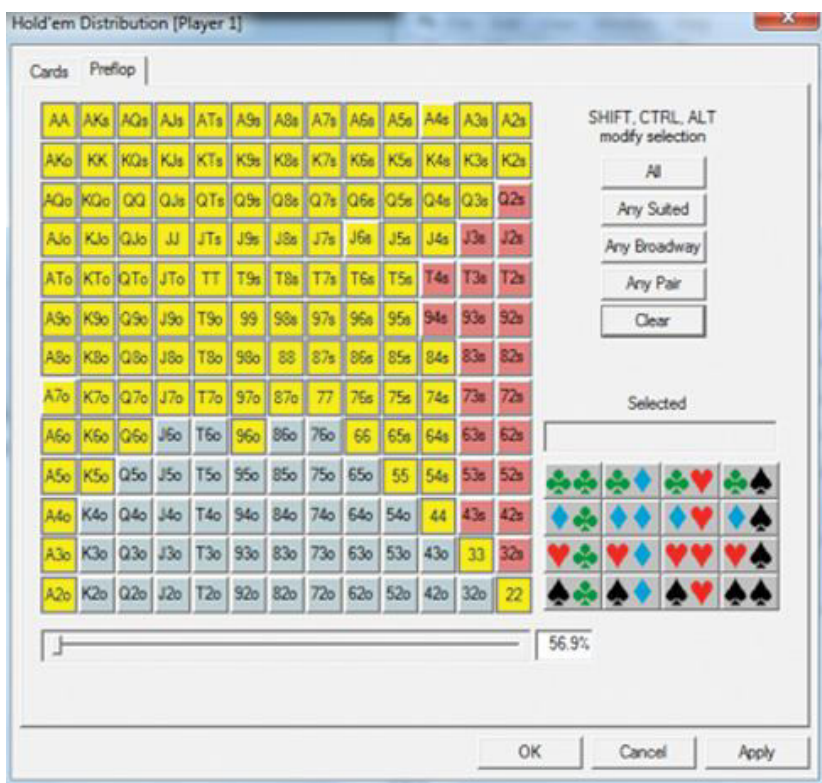 Hold'em Distribution [Player 1]
Cards Preflop
AA AKs AQs AJs ATs A9s A8s A7s A6s A5s A4s A3s A2s
AKo KK KQs KJs KTs K9s K8s K7s K6s K5s K4s K3s K2s
AQo KQo QQ QJs QTs Q9s Q8s Q7s Q6s Q5s Q4s Q3s Q2s
AJo KJo QJo JJ JTs J9s J8s J7s J6s J5s J4s J3s J2s
ATo KTo QTo JTo TT T9s T8s T7s T6s T5s T4s T3s T2s
A9o K9o Q9o J9o T9o 99 98s 97s 96s 95s 94s 93s 92s
A8o K8o Q8o J8o T8o 98o 88 87s 86s 85s 84s 83s 82s
A7o K7o Q7o J7o T7o 97o 87o 77 76s 75s 74s 73s 72s
A6o K6o Q6o J6o T6o 96o 86o 76o 66 65s 64s 63s 62s
A5o K5o Q5o J5o T5o 95o 85o 75o 65o 55 54s 53s 52s
A4o K4o Q4o J4o T4o 94o 84o 74o 64o 54o 44 43s 42s
A3o K3o Q3o J3o T3o 93o 83o 73o 63o 53o 43o 33 32s
A2o K2o Q2o J2o T2o 92o 82o 72o 62o 52o 42o 32o 22
SHIFT, CTRL, ALT
modify selection
All
Any Suited
Any Broadway
Any Pair
Clear
Selected
56.9%
OK Cancel Apply